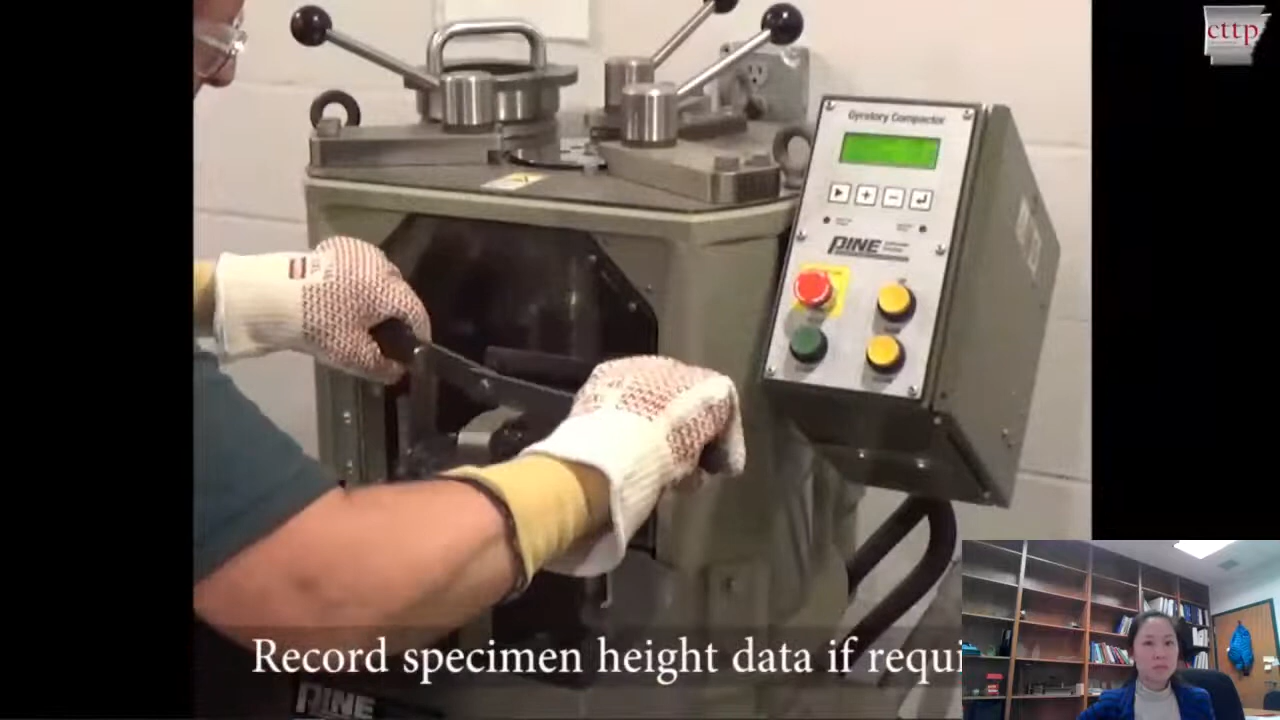 cttp
Gyratory Compactor
PINE
Record specimen height data if requi
PINE